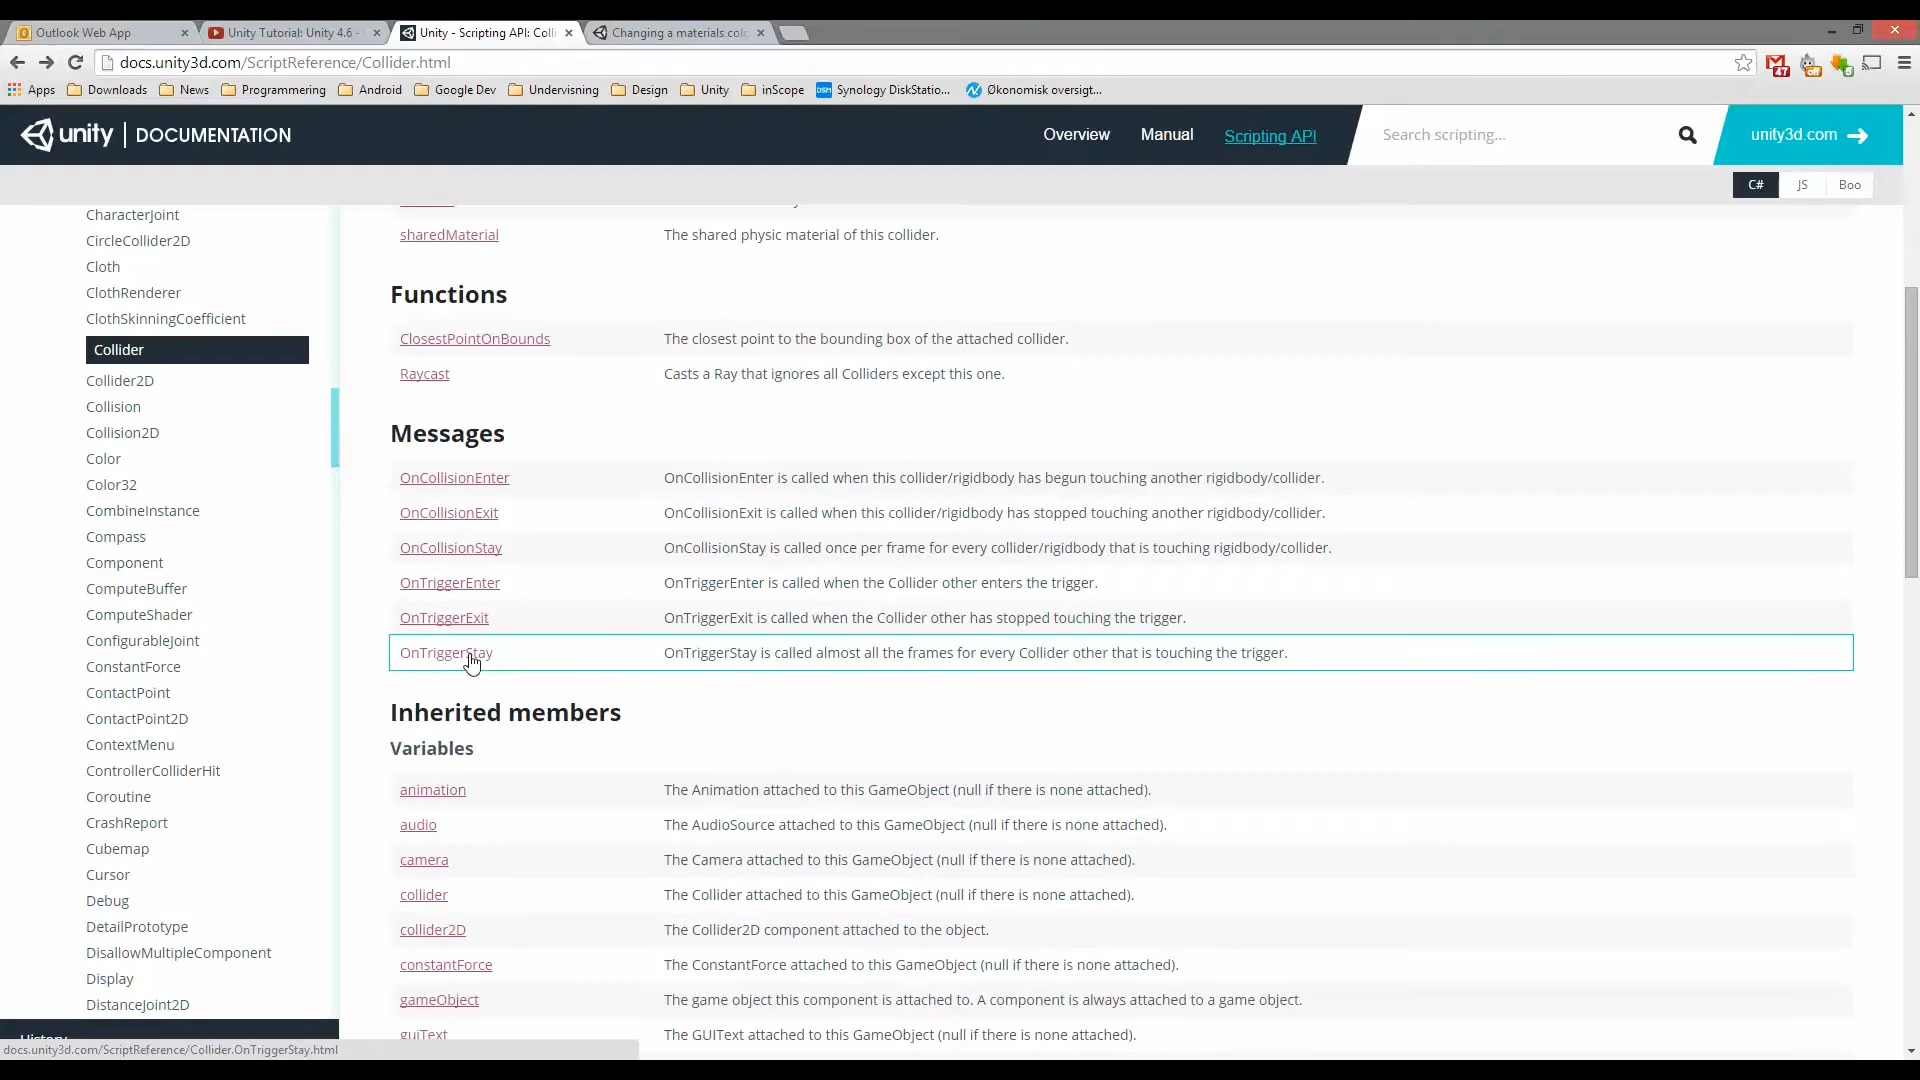 Outlook Web App
Unity Tutorial: Unity 4.6 -
Unity - Scripting API: Colli
Changing a materials colo
docs.unity3d.com/ScriptReference/Collider.html
47
off
6
Apps
Downloads
News
Programmering
Android
Google Dev
Undervisning
Design
Unity
inScope
DSM
Synology DiskStatio...
Økonomisk oversigt...
unity | DOCUMENTATION
Overview
Manual
Scripting API
Search scripting...
unity3d.com
C#
JS
Boo
CharacterJoint
CircleCollider2D
Cloth
ClothRenderer
ClothSkinningCoefficient
Collider
Collider2D
Collision
Collision2D
Color
Color32
CombineInstance
Compass
Component
ComputeBuffer
ComputeShader
ConfigurableJoint
ConstantForce
ContactPoint
ContactPoint2D
ContextMenu
ControllerColliderHit
Coroutine
CrashReport
Cubemap
Cursor
Debug
DetailPrototype
DisallowMultipleComponent
Display
DistanceJoint2D
History
docs.unity3d.com/ScriptReference/Collider.OnTriggerStay.html
sharedMaterial The shared physic material of this collider.
Functions
ClosestPointOnBounds The closest point to the bounding box of the attached collider.
Raycast Casts a Ray that ignores all Colliders except this one.
Messages
OnCollisionEnter OnCollisionEnter is called when this collider/rigidbody has begun touching another rigidbody/collider.
OnCollisionExit OnCollisionExit is called when this collider/rigidbody has stopped touching another rigidbody/collider.
OnCollisionStay OnCollisionStay is called once per frame for every collider/rigidbody that is touching rigidbody/collider.
OnTriggerEnter OnTriggerEnter is called when the Collider other enters the trigger.
OnTriggerExit OnTriggerExit is called when the Collider other has stopped touching the trigger.
OnTriggerStay OnTriggerStay is called almost all the frames for every Collider other that is touching the trigger.
Inherited members
Variables
animation The Animation attached to this GameObject (null if there is none attached).
audio The AudioSource attached to this GameObject (null if there is none attached).
camera The Camera attached to this GameObject (null if there is none attached).
collider The Collider attached to this GameObject (null if there is none attached).
collider2D The Collider2D component attached to the object.
constantForce The ConstantForce attached to this GameObject (null if there is none attached).
gameObject The game object this component is attached to. A component is always attached to a game object.
guiText The GUIText attached to this GameObject (null if there is none attached).